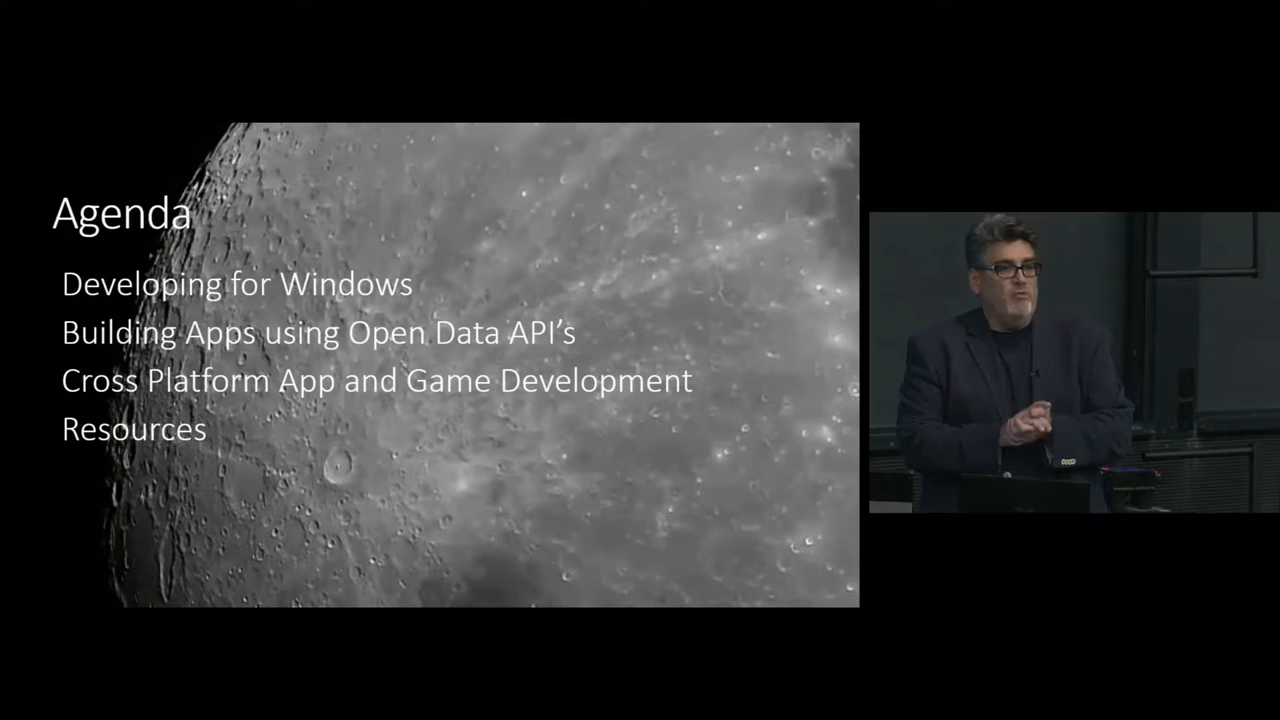 Agenda
Developing for Windows
Building Apps using Open Data API’s
Cross Platform App and Game Development
Resources